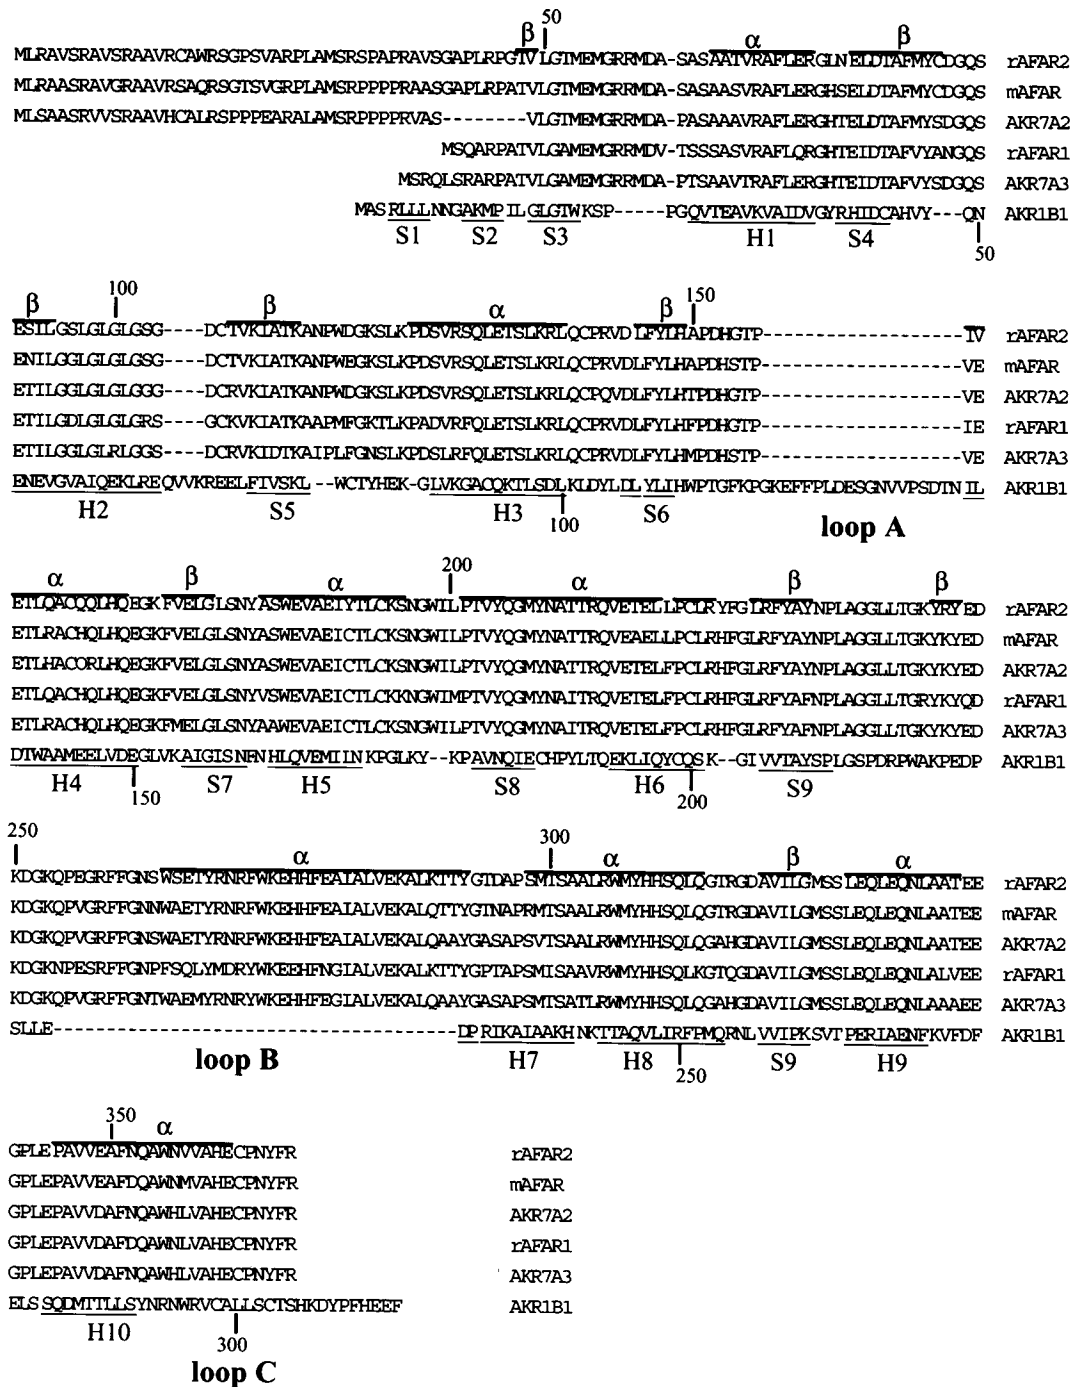 β 50 α β
MLRAVSRAVSRAAVRCAWRSGPSVARPLAMSRSPAPRAVSGAPLRPGTVLGTMEMGRRMDA-SASAATVRAFLERGLNELDTAFMYCDGQS rAFAR2
MLRAASRAVGRAAVRSAQRSGTSVGRPLAMSRPPPPRAASGAPLRPATVLGTMEMGRRMDA-SASAASVRAFLERGHSELDTAFMYCDGQS mAFAR
MLSAASRVVSRAAVHCALRSPPPEARALAMSRPPPPRVAS--------VLGTMEMGRRMDA-PASAAAVRAFLERGHTELDTAFMYSDGQS AKR7A2
MSQARPATVLGAMEMGRRMDV-TSSSASVRAFLQRGHTEIDTAFVYANGQS rAFAR1
MSRQLSRARPATVLGAMEMGRRMDA-PTSAAVTRAFLERGHTEIDTAFVYSDGQS AKR7A3
MAS RLLLNNGAKMP IL GLGTWKSP-----PGQVTEAVKVAIDVGYRHIDCAHVY---QN AKR1B1
S1 S2 S3 H1 S4 50
β 100 β α β 150
ESILGSLGLGLGSG----DCTVKIATKANPWDGKSLKPDSVRSQLETSLKRLQCPRVDLFYLHAPDHGTP--------------------IV rAFAR2
ENILGGLGLGLGSG----DCTVKIATKANPWEGKSLKPDSVRSQLETSLKRLQCPRVDLFYLHAPDHSTP--------------------VE mAFAR
ETILGGLGLGLGGG----DCRVKIATKANPWDGKSLKPDSVRSQLETSLKRLQCPQVDLFYLHTPDHGTP--------------------VE AKR7A2
ETILGDLGLGLGRS----GCKVKIATKAAPMFGKTLKPADVRFQLETSLKRLQCPRVDLFYLHFPDHGTP--------------------IE rAFAR1
ETILGGLGLRLGGS----DCRVKIDTKAIPLFGNSLKPDSLRFQLETSLKRLQCPRVDLFYLHMPDHSTP--------------------VE AKR7A3
ENEVGVAIQEKLREQVVKREELFIVSKL--WCTYHEK-GLVKGACQKTLSDLKLDYLDLYLIHWPTGFKPGKEFFPLDESGNVVPSDTNIL AKR1B1
H2 S5 H3 100 S6 loop A
α β α 200 α β β
ETLQACQQLHQEGKFVELGLSNYASWEVAEIYTLCKSNGWILPTVYQGMYNATTRQVETELLPCLRYFGLRFYAYNPLAGGLLTGKYRYED rAFAR2
ETLRACHQLHQEGKFVELGLSNYASWEVAEICTLCKSNGWILPTVYQGMYNATTRQVEAELLPCLRHFGLRFYAYNPLAGGLLTGKYKYED mAFAR
ETLHACQRLHQEGKFVELGLSNYASWEVAEICTLCKSNGWILPTVYQGMYNATTRQVETELFPCLRHFGLRFYAYNPLAGGLLTGKYKYED AKR7A2
ETLQACHQLHQEGKFVELGLSNYVSWEVAEICTLCKKNGWIMPTVYQGMYNAITRQVETELFPCLRHFGLRFYAFNPLAGGLLTGRYKYQD rAFAR1
ETLRACHQLHQEGKFMELGLSNYAAWEVAEICTLCKSNGWILPTVYQGMYNAITRQVETELFPCLRHFGLRFYAFNPLAGGLLTGKYKYED AKR7A3
DTWAAMEELVDEGLVKAIGISNFNHLQVEMIINKPGLKY--KPAVNQIECHPYLTQEKLIQYCQSK--GIVVTAYSPLGSPDRPWAKPEDP AKR1B1
H4 150 S7 H5 S8 H6 200 S9
250 α 300 α β α
KDGKQPEGRFFGNSWSETYRNRFWKEHHFEAIALVEKALKTTYGTDAPSMTSAALRWMYHHSQLQGTRGDAVILGMSSLEQLEQNLAATEE rAFAR2
KDGKQPVGRFFGNNWAETYRNRFWKEHHFEAIALVEKALQTTYGTNAPRMTSAALRWMYHHSQLQGTRGDAVILGMSSLEQLEQNLAATEE mAFAR
KDGKQPVGRFFGNSWAETYRNRFWKEHHFEAIALVEKALQAAYGASAPSVTSAALRWMYHHSQLQGAHGDAVILGMSSLEQLEQNLAATEE AKR7A2
KDGKNPESRFFGNPFSQLYMDRYWKEEHFNGIALVEKALKTTYGPTAPSMISAAVRWMYHHSQLKGTQGDAVILGMSSLEQLEQNLALVEE rAFAR1
KDGKQPVGRFFGNTWAEMYRNRYWKEHHFEGIALVEKALQAAYGASAPSMTSATLRWMYHHSQLQGAHGDAVILGMSSLEQLEQNLAAAEE AKR7A3
SLLE--------------------------------------DPRIKAIAAKHNKTTAQVLIRFPMQRNLVVIPKSVTPERIAENFKVFDF AKR1B1
loop B H7 H8 250 S9 H9
350 α
GPLEPAVVEAFNQAWNVVAHECPNYFR rAFAR2
GPLEPAVVEAFDQAWNMVAHECPNYFR mAFAR
GPLEPAVVDAFNQAWHLVAHECPNYFR AKR7A2
GPLEPAVVDAFDQAWNLVAHECPNYFR rAFAR1
GPLEPAVVDAFNQAWHLVAHECPNYFR AKR7A3
ELSSQDMTTLLSYNRNWRVCALLSCTSHKDYPFHEEF AKR1B1
H10 300
loop C